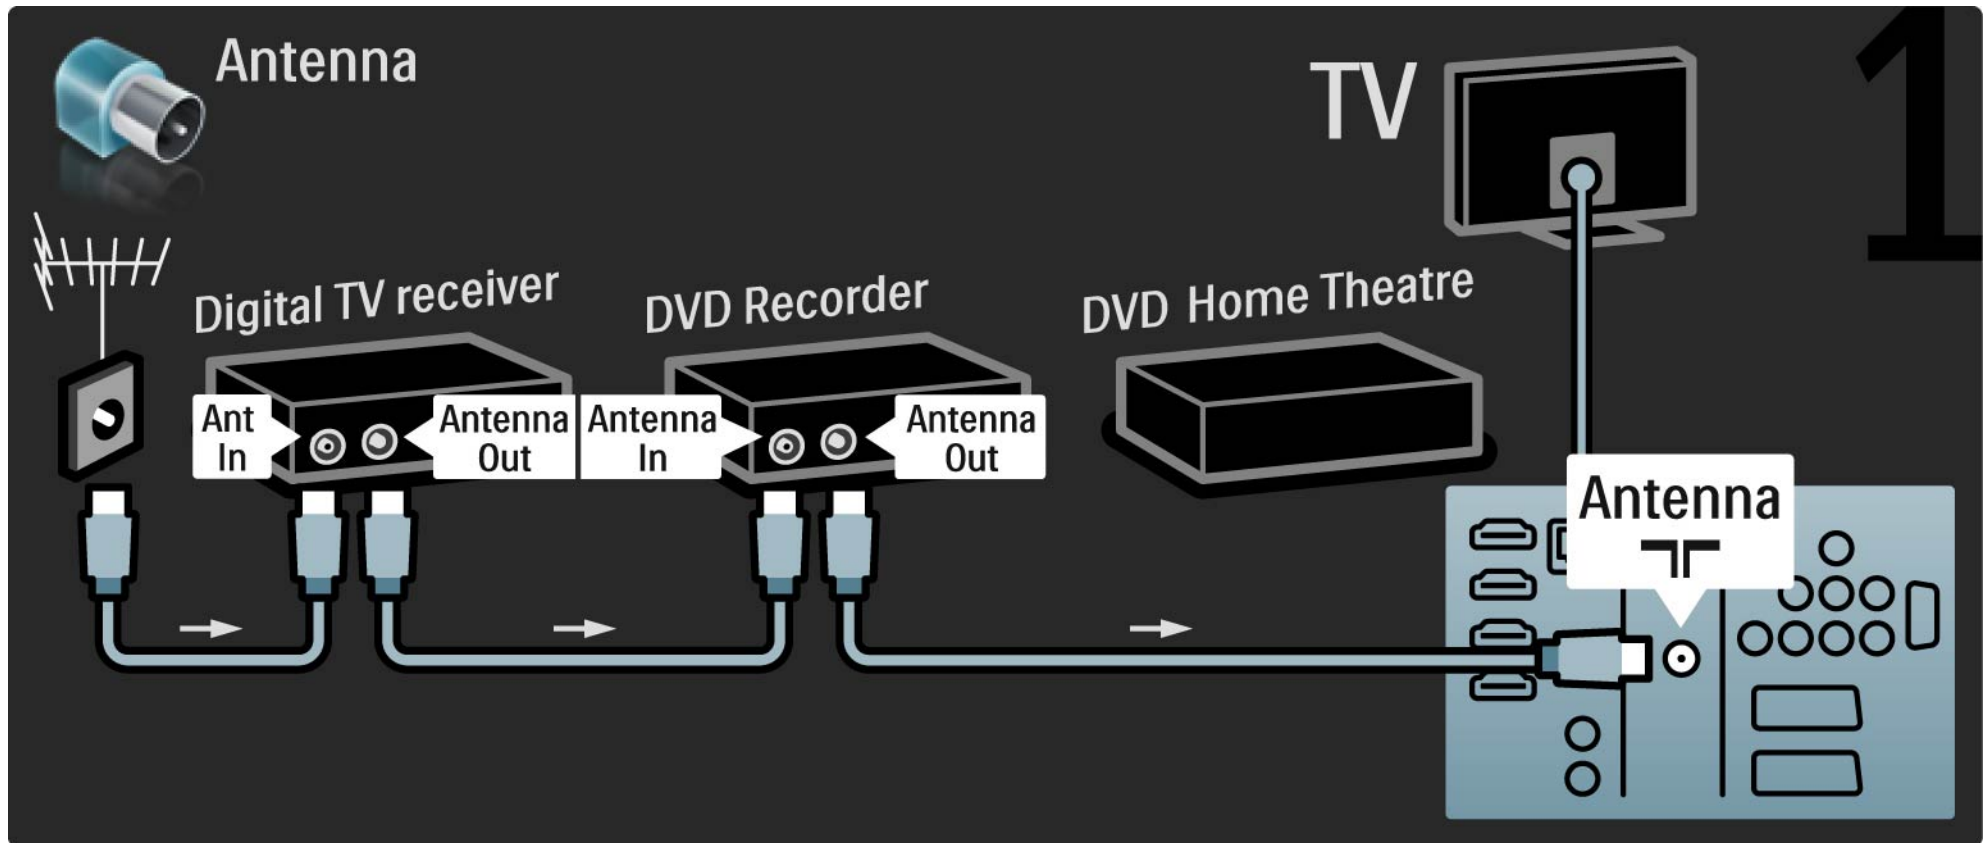 Antenna
TV
1
Digital TV receiver
DVD Recorder
DVD Home Theatre
Ant
In
Antenna
Out
Antenna
In
Antenna
Out
Antenna